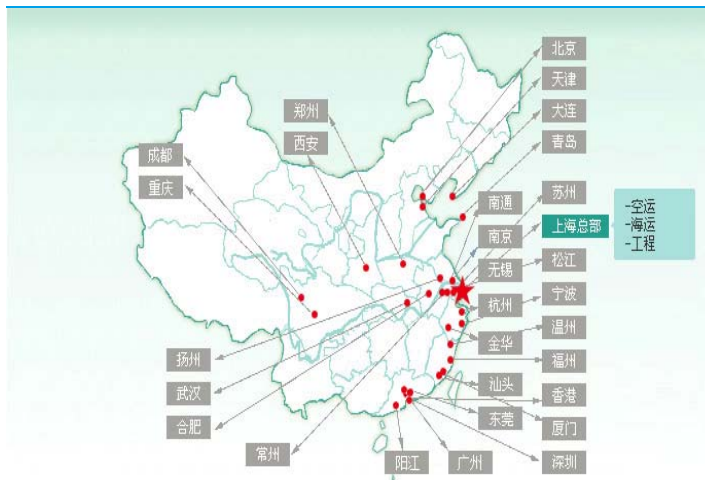 北京
天津
郑州
大连
西安
青岛
成都
重庆
南通
苏州
-空运
-海运
-工程
上海总部
南京
无锡
松江
杭州
宁波
金华
温州
扬州
福州
武汉
汕头
香港
合肥
东莞
厦门
常州
阳江
广州
深圳